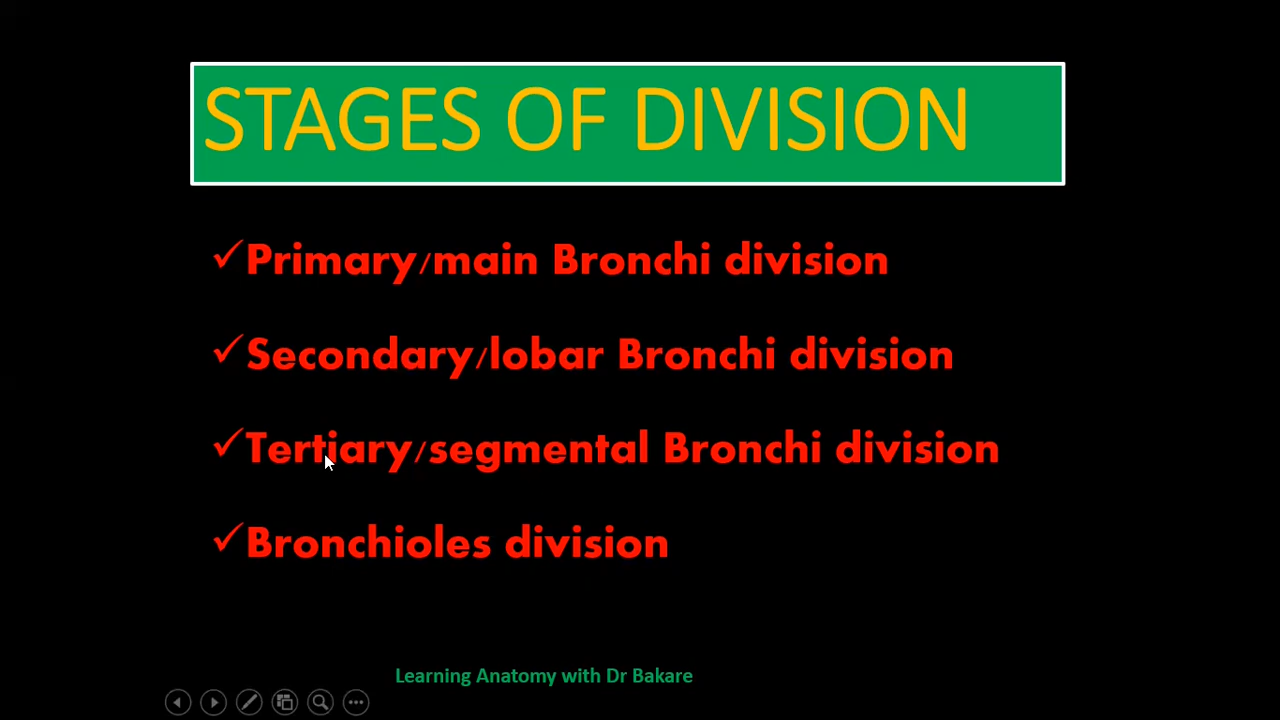 STAGES OF DIVISION
✓Primary/main Bronchi division
✓Secondary/lobar Bronchi division
✓Tertiary/segmental Bronchi division
✓Bronchioles division
Learning Anatomy with Dr Bakare